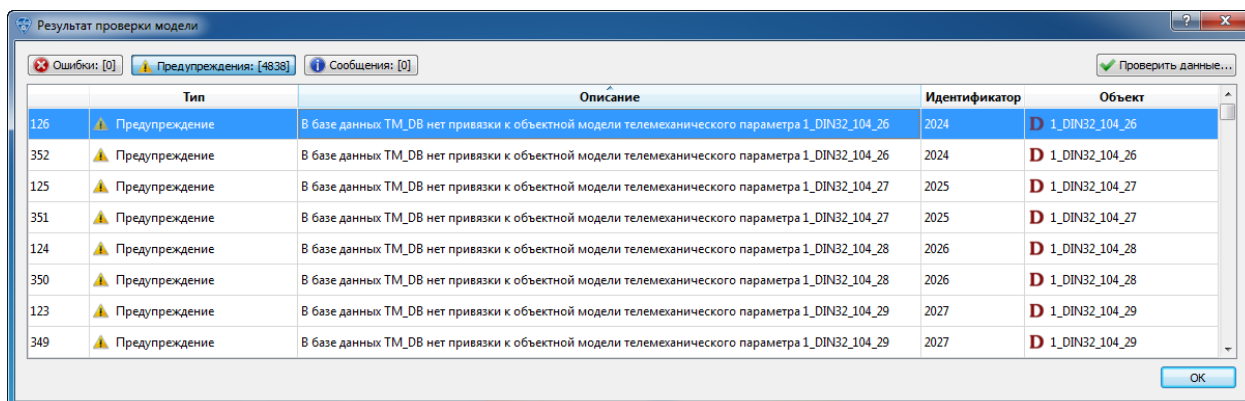 Результат проверки модели
Ошибки: [0] Предупреждения: [4838] Сообщения: [0] Проверить данные...
Тип Описание Идентификатор Объект
126 Предупреждение В базе данных TM_DB нет привязки к объектной модели телемеханического параметра 1_DIN32_104_26 2024 D 1_DIN32_104_26
352 Предупреждение В базе данных TM_DB нет привязки к объектной модели телемеханического параметра 1_DIN32_104_26 2024 D 1_DIN32_104_26
125 Предупреждение В базе данных TM_DB нет привязки к объектной модели телемеханического параметра 1_DIN32_104_27 2025 D 1_DIN32_104_27
351 Предупреждение В базе данных TM_DB нет привязки к объектной модели телемеханического параметра 1_DIN32_104_27 2025 D 1_DIN32_104_27
124 Предупреждение В базе данных TM_DB нет привязки к объектной модели телемеханического параметра 1_DIN32_104_28 2026 D 1_DIN32_104_28
350 Предупреждение В базе данных TM_DB нет привязки к объектной модели телемеханического параметра 1_DIN32_104_28 2026 D 1_DIN32_104_28
123 Предупреждение В базе данных TM_DB нет привязки к объектной модели телемеханического параметра 1_DIN32_104_29 2027 D 1_DIN32_104_29
349 Предупреждение В базе данных TM_DB нет привязки к объектной модели телемеханического параметра 1_DIN32_104_29 2027 D 1_DIN32_104_29
OK